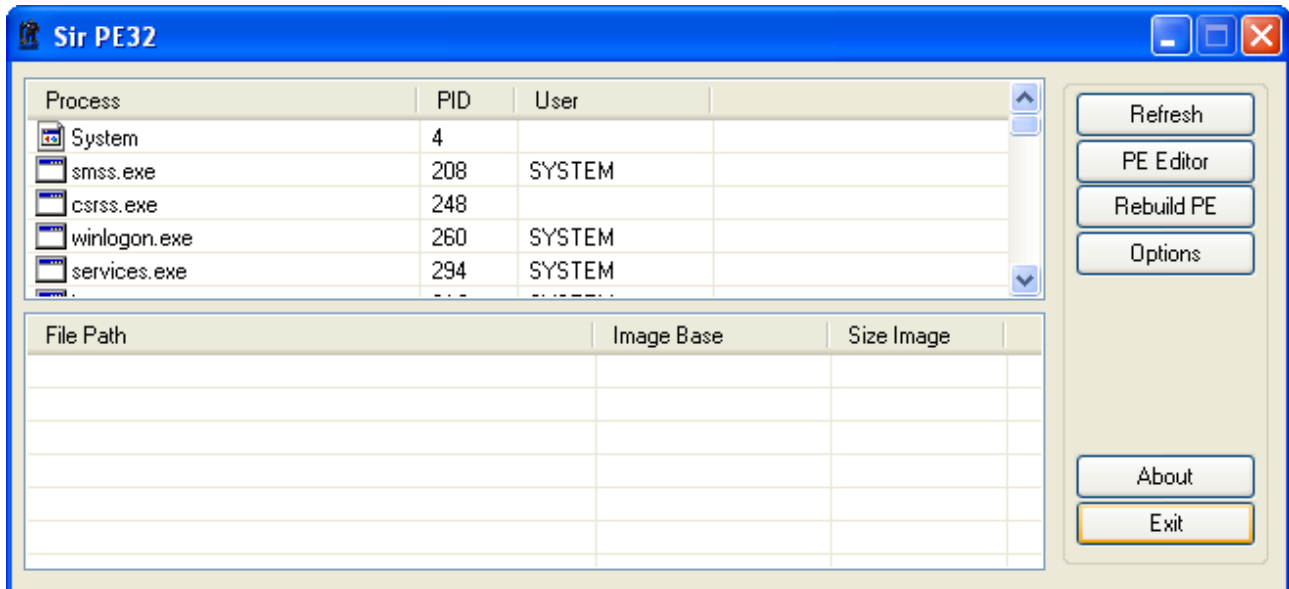 Sir PE32
Process PID User
System 4
smss.exe 208 SYSTEM
csrss.exe 248
winlogon.exe 260 SYSTEM
services.exe 294 SYSTEM
File Path Image Base Size Image
Refresh
PE Editor
Rebuild PE
Options
About
Exit